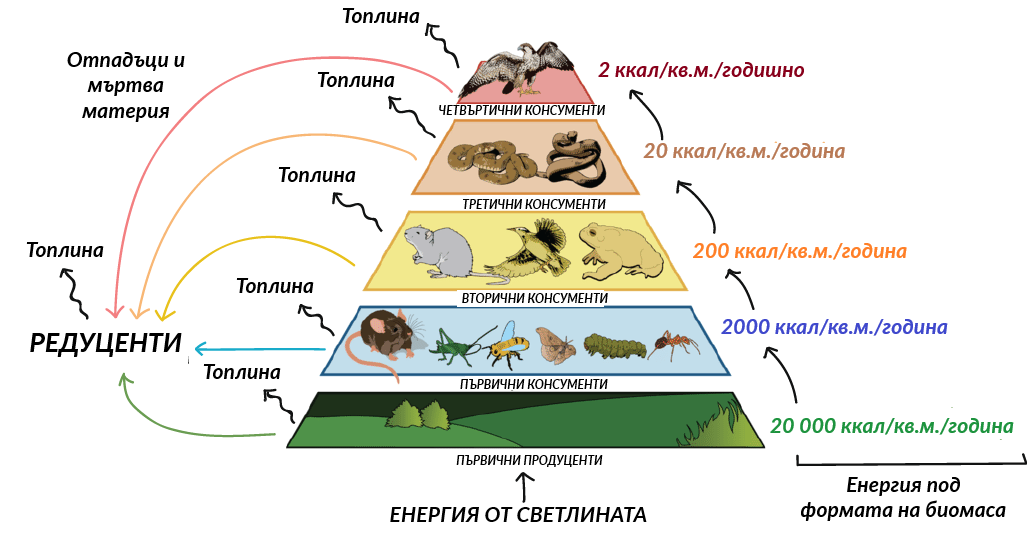 Топлина
Отпадъци и
мъртва
материя
Топлина
2 ккал/кв.м./годишно
ЧЕТВЪРТИЧНИ КОНСУМЕНТИ
20 ккал/кв.м./година
Топлина
ТРЕТИЧНИ КОНСУМЕНТИ
Топлина
200 ккал/кв.м./година
Топлина
ВТОРИЧНИ КОНСУМЕНТИ
2000 ккал/кв.м./година
РЕДУЦЕНТИ
Топлина
ПЪРВИЧНИ КОНСУМЕНТИ
20 000 ккал/кв.м./година
ПЪРВИЧНИ ПРОДУЦЕНТИ
Енергия под
формата на биомаса
ЕНЕРГИЯ ОТ СВЕТЛИНАТА